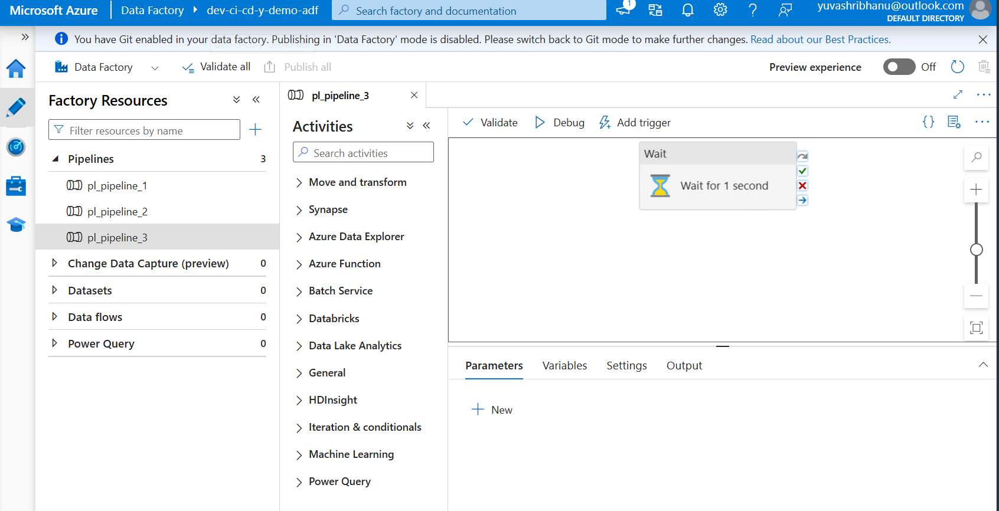 Microsoft Azure
Data Factory
dev-ci-cd-y-demo-adf
Search factory and documentation
1
yuvashribhanu@outlook.com
DEFAULT DIRECTORY
You have Git enabled in your data factory. Publishing in 'Data Factory' mode is disabled. Please switch back to Git mode to make further changes. Read about our Best Practices.
Data Factory
Validate all
Publish all
Preview experience
Off
Factory Resources
Filter resources by name
Pipelines 3
pl_pipeline_1
pl_pipeline_2
pl_pipeline_3
Change Data Capture (preview) 0
Datasets 0
Data flows 0
Power Query 0
pl_pipeline_3
Activities
Search activities
Move and transform
Synapse
Azure Data Explorer
Azure Function
Batch Service
Databricks
Data Lake Analytics
General
HDInsight
Iteration & conditionals
Machine Learning
Power Query
Validate
Debug
Add trigger
{}
Wait
Wait for 1 second
Parameters
Variables
Settings
Output
New